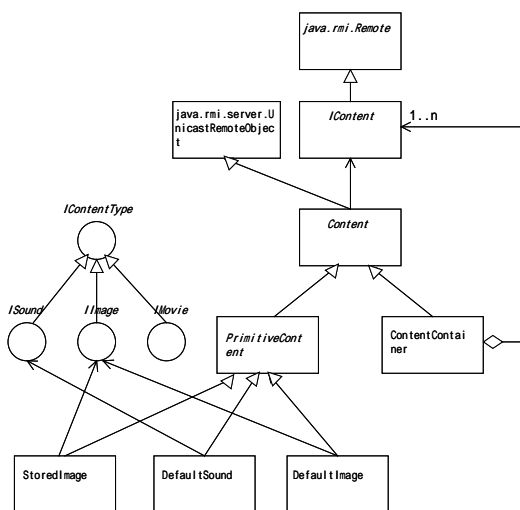 java.rmi.Remote
java.rmi.server.U
nicastRemoteObjec
t
IContent
1..n
IContentType
Content
ISound
IImage
IMovie
PrimitiveCont
ent
ContentContai
ner
StoredImage
DefaultSound
DefaultImage